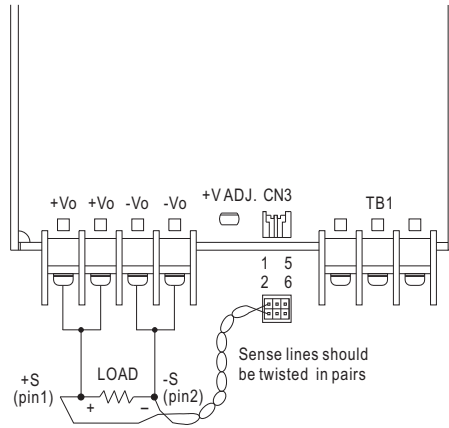 +Vo +Vo -Vo -Vo +V ADJ. CN3 TB1
1 5
2 6
Sense lines should
be twisted in pairs
+S
(pin1)
LOAD
-S
(pin2)
+ −